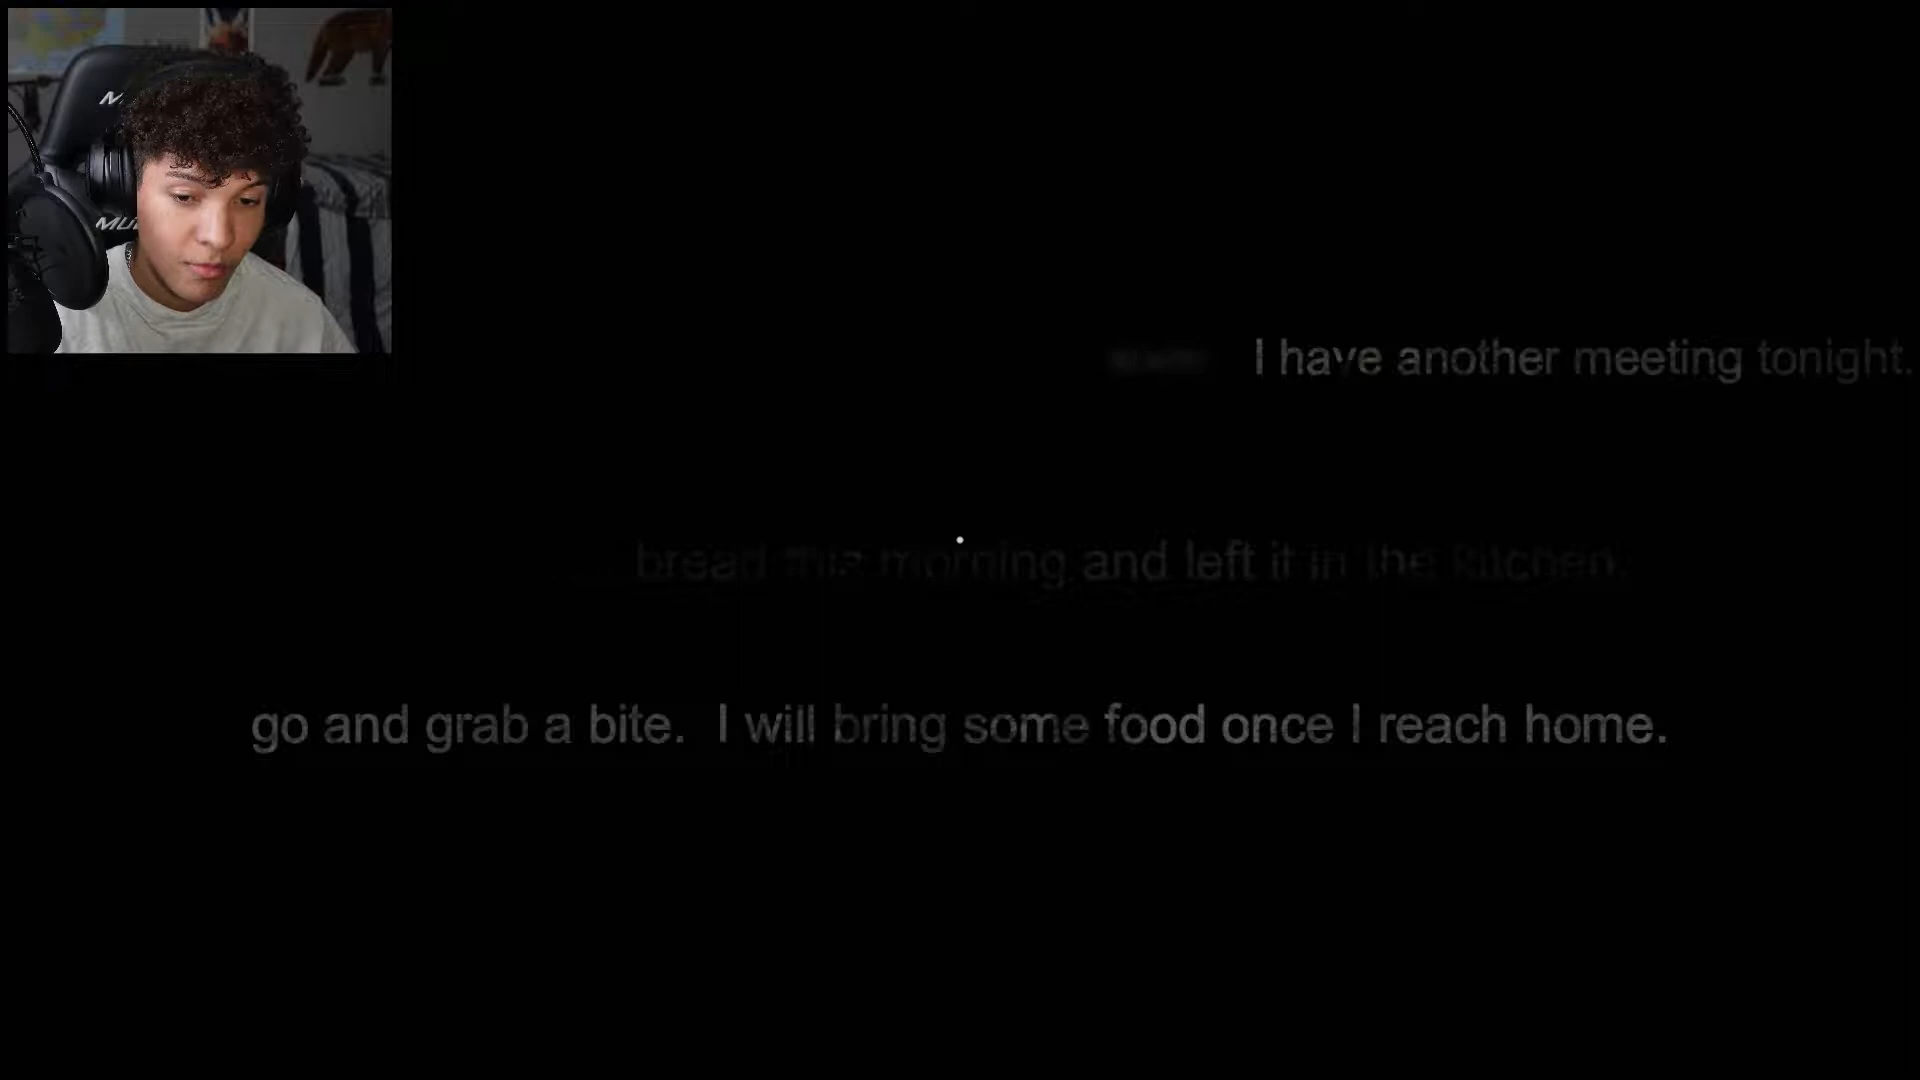 I have another meeting tonight.
bread this morning and left it in the kitchen.
go and grab a bite. I will bring some food once I reach home.